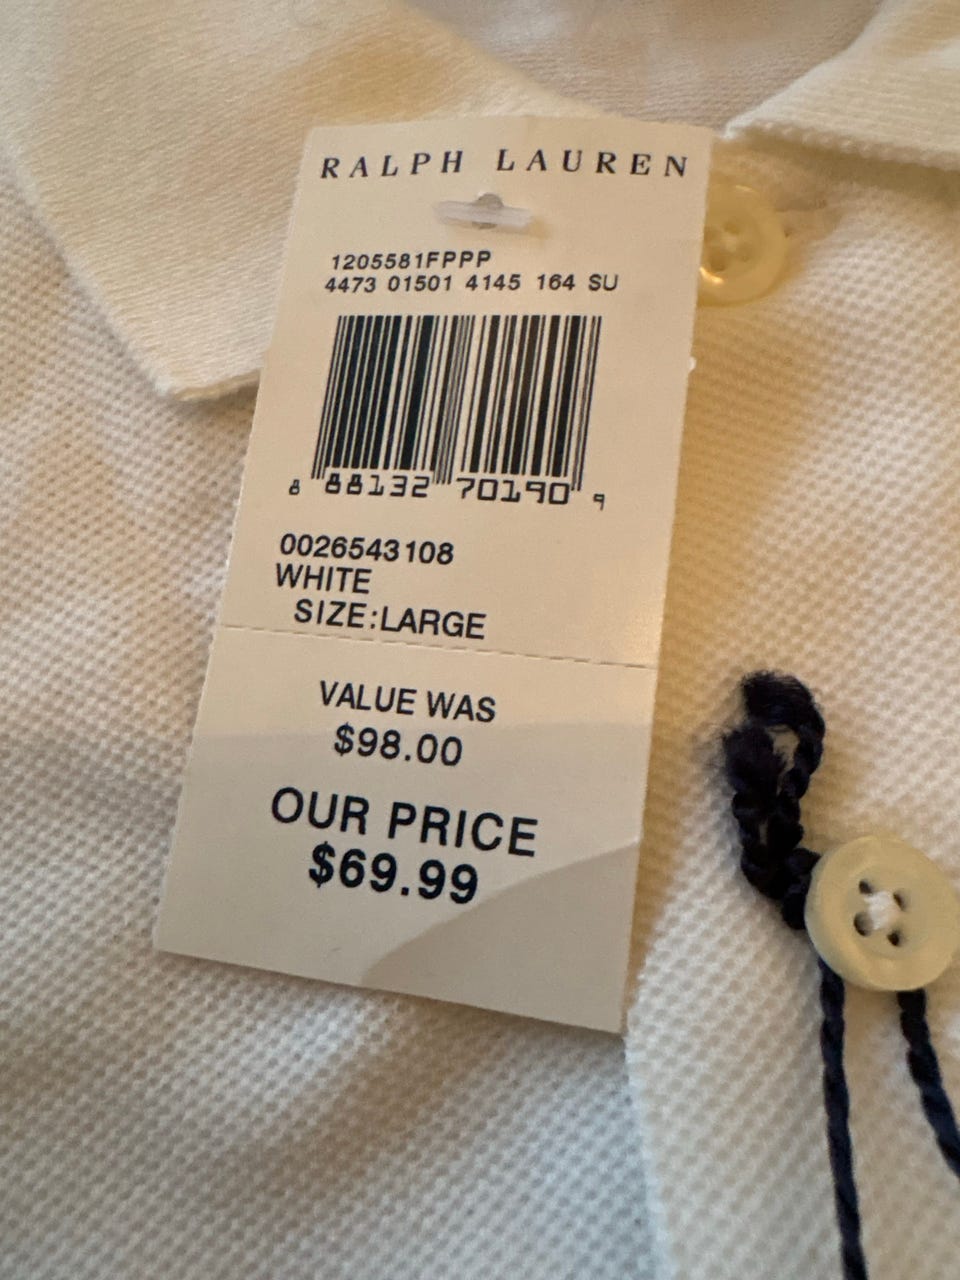 RALPH LAUREN
1205581FPPP
4473 01501 4145 164 SU
8 88132 70190 9
0026543108
WHITE
SIZE:LARGE
VALUE WAS
$98.00
OUR PRICE
$69.99